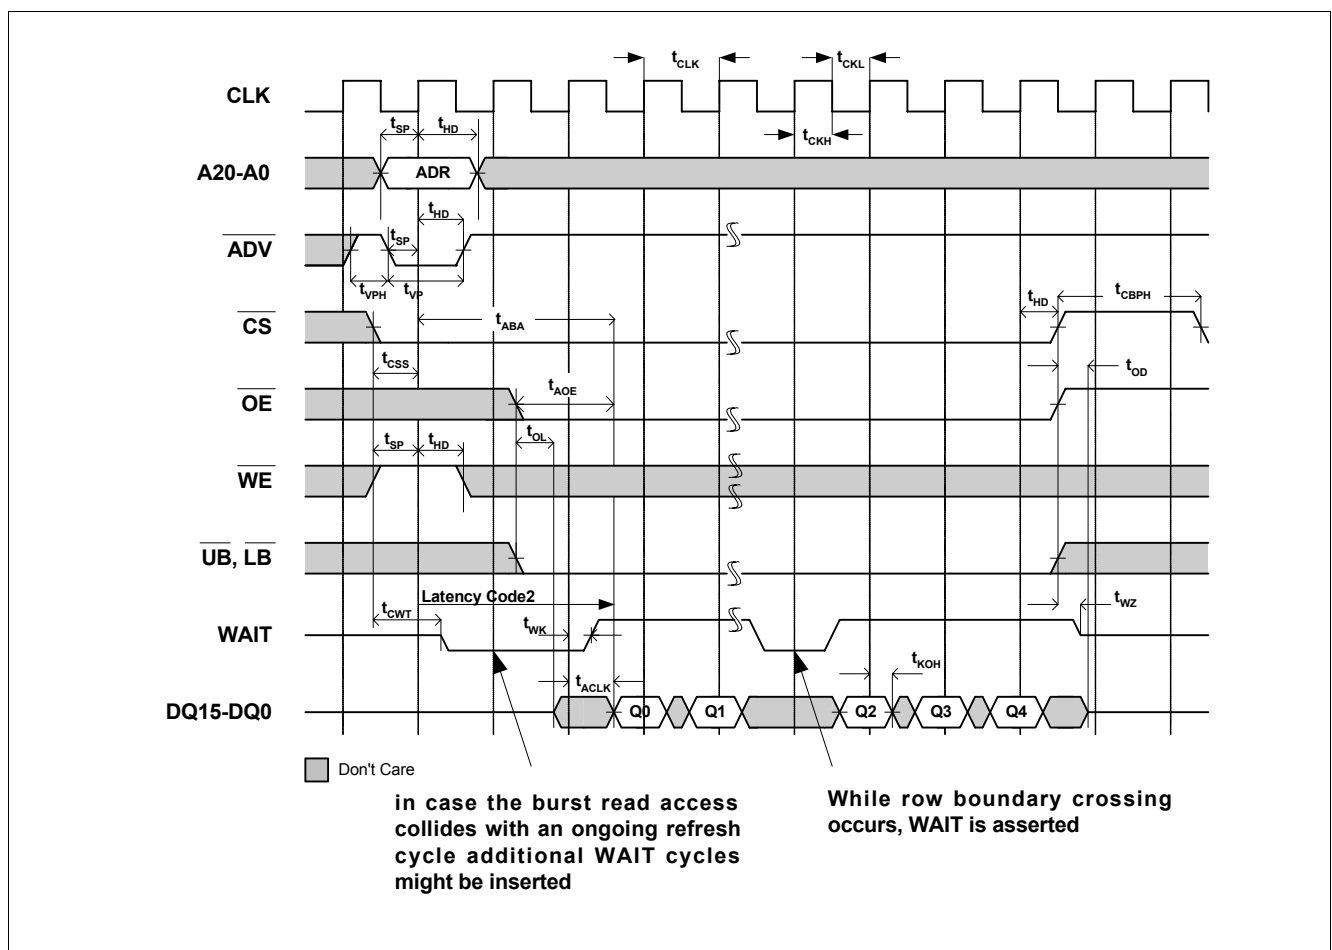 tCLK
tCKL
CLK
tSP
tHD
tCKH
A20-A0
ADR
tHD
ADV
tSP
tVPH
tVP
tHD
tCBPH
CS
tABA
tCSS
tOD
OE
tAOE
tOL
tSP
tHD
WE
UB, LB
Latency Code2
tCWT
tWZ
WAIT
tWK
tKOH
tACLK
DQ15-DQ0
Q0
Q1
Q2
Q3
Q4
Don't Care
in case the burst read access
collides with an ongoing refresh
cycle additional WAIT cycles
might be inserted
While row boundary crossing
occurs, WAIT is asserted